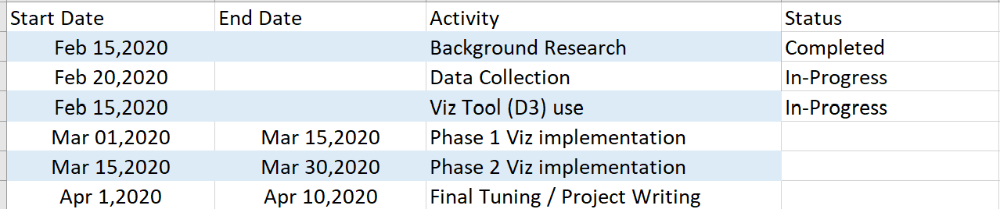 Start Date End Date Activity Status
Feb 15,2020 Background Research Completed
Feb 20,2020 Data Collection In-Progress
Feb 15,2020 Viz Tool (D3) use In-Progress
Mar 01,2020 Mar 15,2020 Phase 1 Viz implementation
Mar 15,2020 Mar 30,2020 Phase 2 Viz implementation
Apr 1,2020 Apr 10,2020 Final Tuning / Project Writing